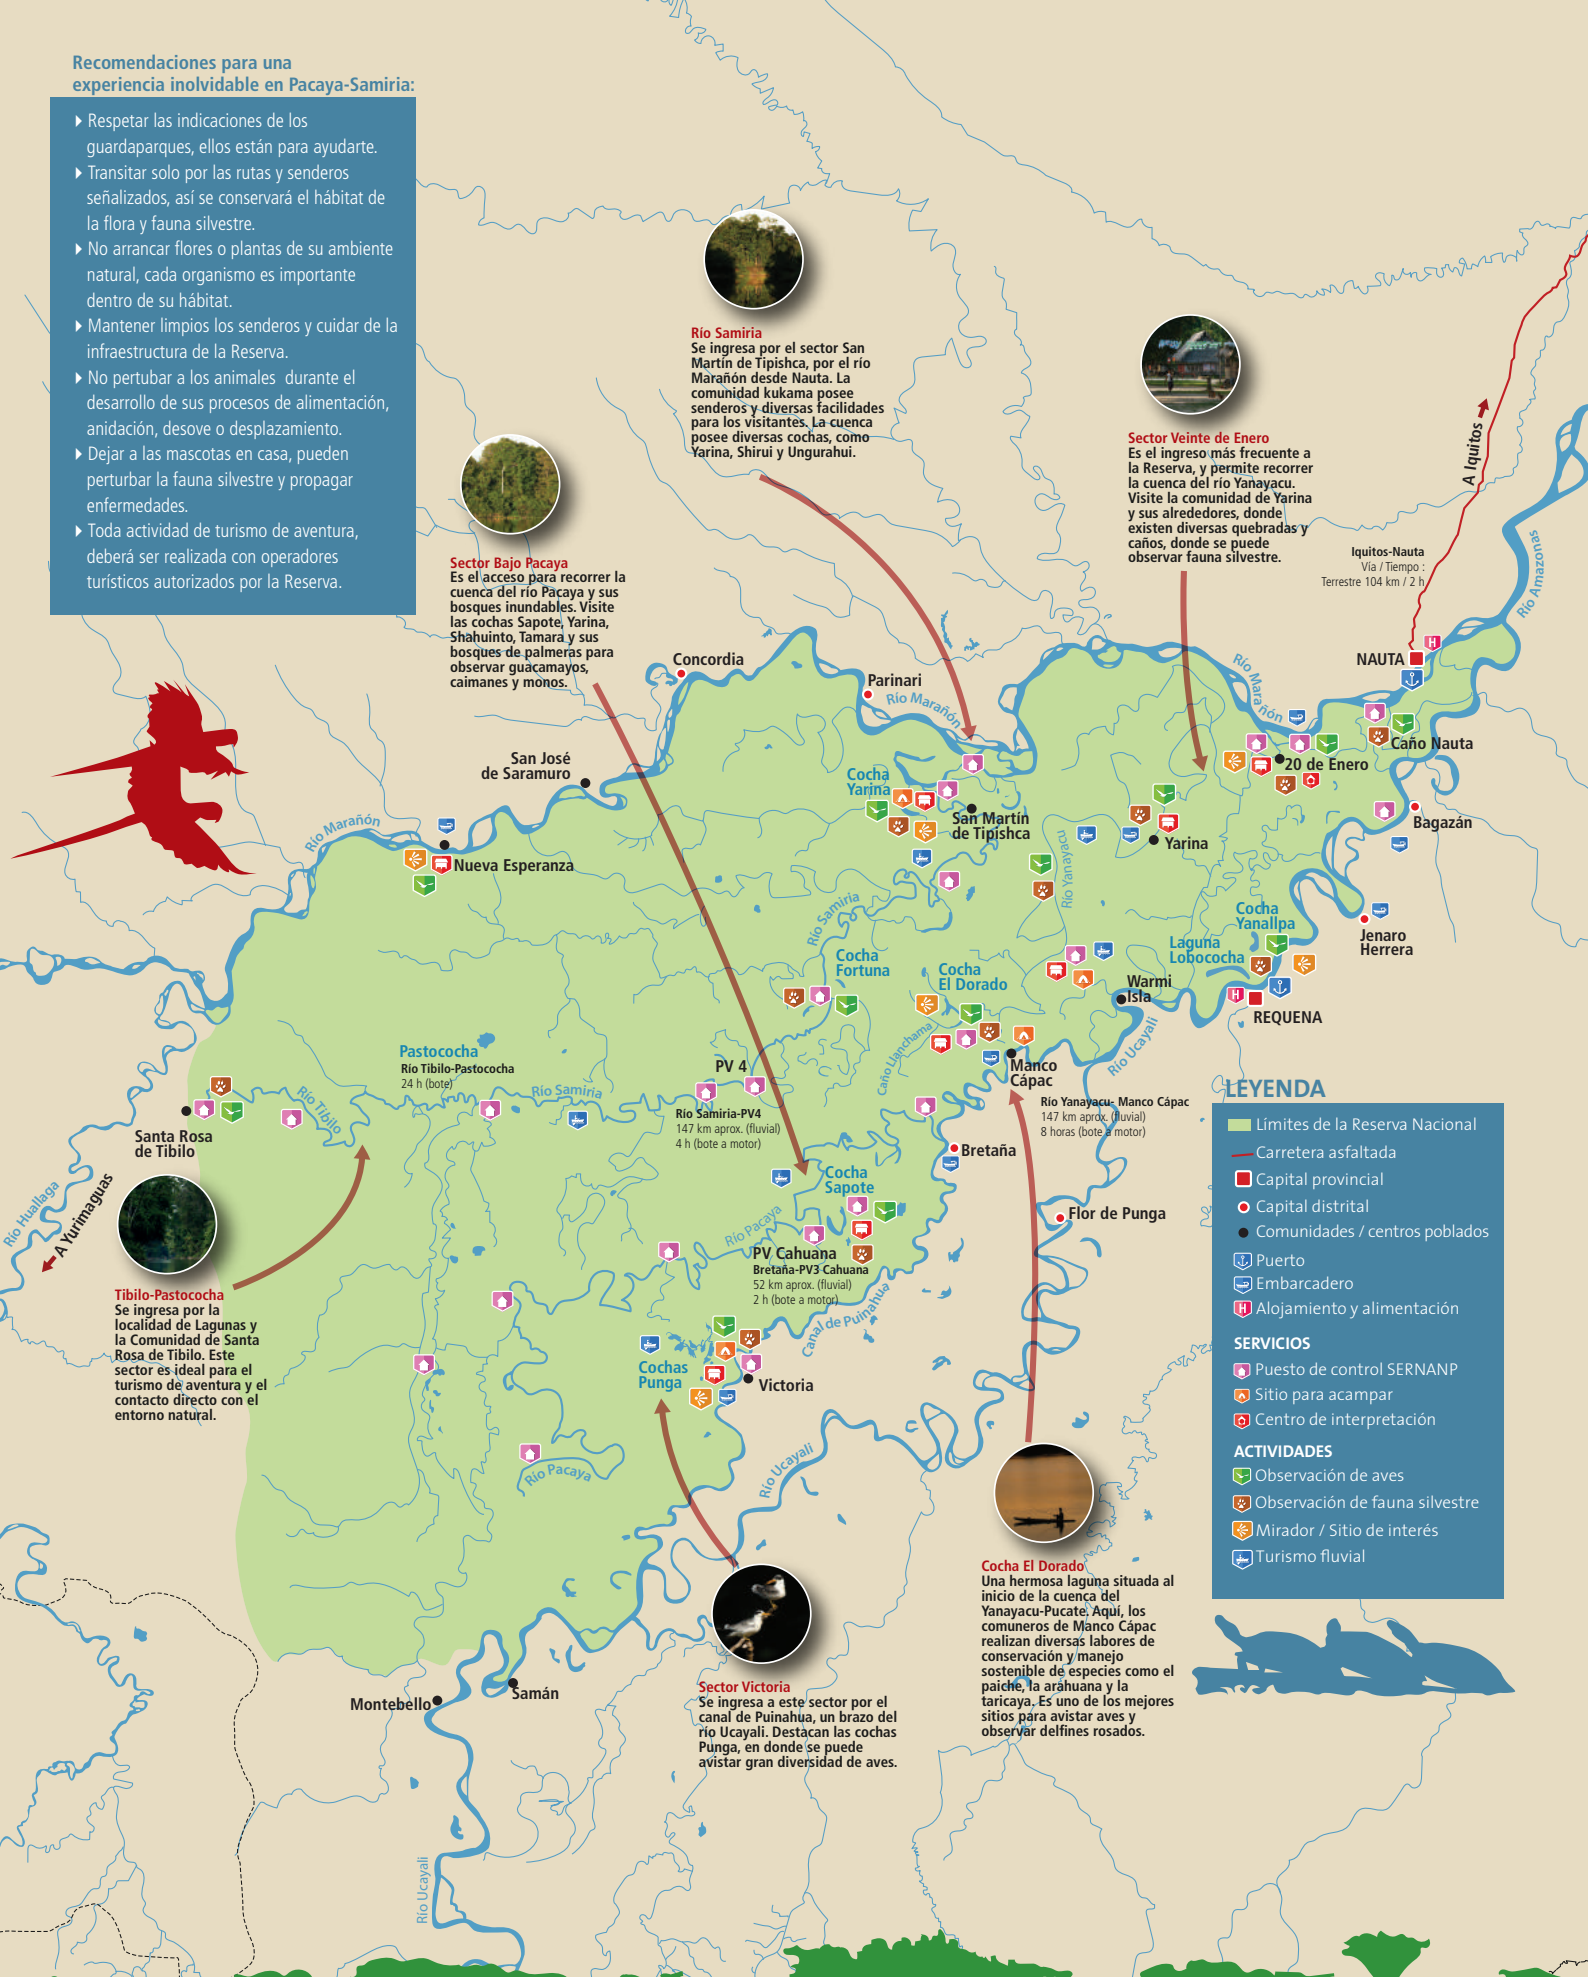 Recomendaciones para una
experiencia inolvidable en Pacaya-Samiria:
Respetar las indicaciones de los
guardaparques, ellos están para ayudarte.
Transitar solo por las rutas y senderos
señalizados, así se conservará el hábitat de
la flora y fauna silvestre.
No arrancar flores o plantas de su ambiente
natural, cada organismo es importante
dentro de su hábitat.
Mantener limpios los senderos y cuidar de la
infraestructura de la Reserva.
No pertubar a los animales durante el
desarrollo de sus procesos de alimentación,
anidación, desove o desplazamiento.
Dejar a las mascotas en casa, pueden
perturbar la fauna silvestre y propagar
enfermedades.
Toda actividad de turismo de aventura,
deberá ser realizada con operadores
turísticos autorizados por la Reserva.
Río Samiria
Se ingresa por el sector San
Martín de Tipishca, por el río
Marañón desde Nauta. La
comunidad kukama posee
senderos y diversas facilidades
para los visitantes. La cuenca
posee diversas cochas, como
Yarina, Shirui y Ungurahui.
Sector Veinte de Enero
Es el ingreso más frecuente a
la Reserva, y permite recorrer
la cuenca del río Yanayacu.
Visite la comunidad de Yarina
y sus alrededores, donde
existen diversas quebradas y
caños, donde se puede
observar fauna silvestre.
A Iquitos
Iquitos-Nauta
Vía / Tiempo :
Terrestre 104 km / 2 h
Río Amazonas
Sector Bajo Pacaya
Es el acceso para recorrer la
cuenca del río Pacaya y sus
bosques inundables. Visite
las cochas Sapote, Yarina,
Shahuinto, Tamara y sus
bosques de palmeras para
observar guacamayos,
caimanes y monos.
Concordia
Parinari
Río Marañón
Río Marañón
NAUTA
H
San José
de Saramuro
Cocha
Yarina
San Martín
de Tipishca
20 de Enero
Caño Nauta
Río Marañón
Nueva Esperanza
Río Yanayacu
Yarina
Bagazán
Río Samiria
Cocha
Yanallpa
Jenaro
Herrera
Laguna
Lobococha
Cocha
Fortuna
Cocha
El Dorado
Warmi
Isla
H
REQUENA
Caño Llanchama
Río Ucayali
Manco
Cápac
Pastococha
Río Tibilo-Pastococha
24 h (bote)
Río Samiria
PV 4
Río Samiria-PV4
147 km aprox. (fluvial)
4 h (bote a motor)
Río Yanayacu- Manco Cápac
147 km aprox. (fluvial)
8 horas (bote a motor)
Río Tibilo
Santa Rosa
de Tibilo
Bretaña
Río Huallaga
A Yurimaguas
Cocha
Sapote
Río Pacaya
Flor de Punga
PV Cahuana
Bretaña-PV3 Cahuana
52 km aprox. (fluvial)
2 h (bote a motor)
Canal de Puinahua
Tibilo-Pastococha
Se ingresa por la
localidad de Lagunas y
la Comunidad de Santa
Rosa de Tibilo. Este
sector es ideal para el
turismo de aventura y el
contacto directo con el
entorno natural.
Cochas
Punga
Victoria
Río Pacaya
Río Ucayali
Sector Victoria
Se ingresa a este sector por el
canal de Puinahua, un brazo del
río Ucayali. Destacan las cochas
Punga, en donde se puede
avistar gran diversidad de aves.
Cocha El Dorado
Una hermosa laguna situada al
inicio de la cuenca del
Yanayacu-Pucate. Aquí, los
comuneros de Manco Cápac
realizan diversas labores de
conservación y manejo
sostenible de especies como el
paiche, la arahuana y la
taricaya. Es uno de los mejores
sitios para avistar aves y
observar delfines rosados.
Montebello
Samán
Río Ucayali
LEYENDA
Límites de la Reserva Nacional
Carretera asfaltada
Capital provincial
Capital distrital
Comunidades / centros poblados
Puerto
Embarcadero
H Alojamiento y alimentación
SERVICIOS
Puesto de control SERNANP
Sitio para acampar
Centro de interpretación
ACTIVIDADES
Observación de aves
Observación de fauna silvestre
Mirador / Sitio de interés
Turismo fluvial